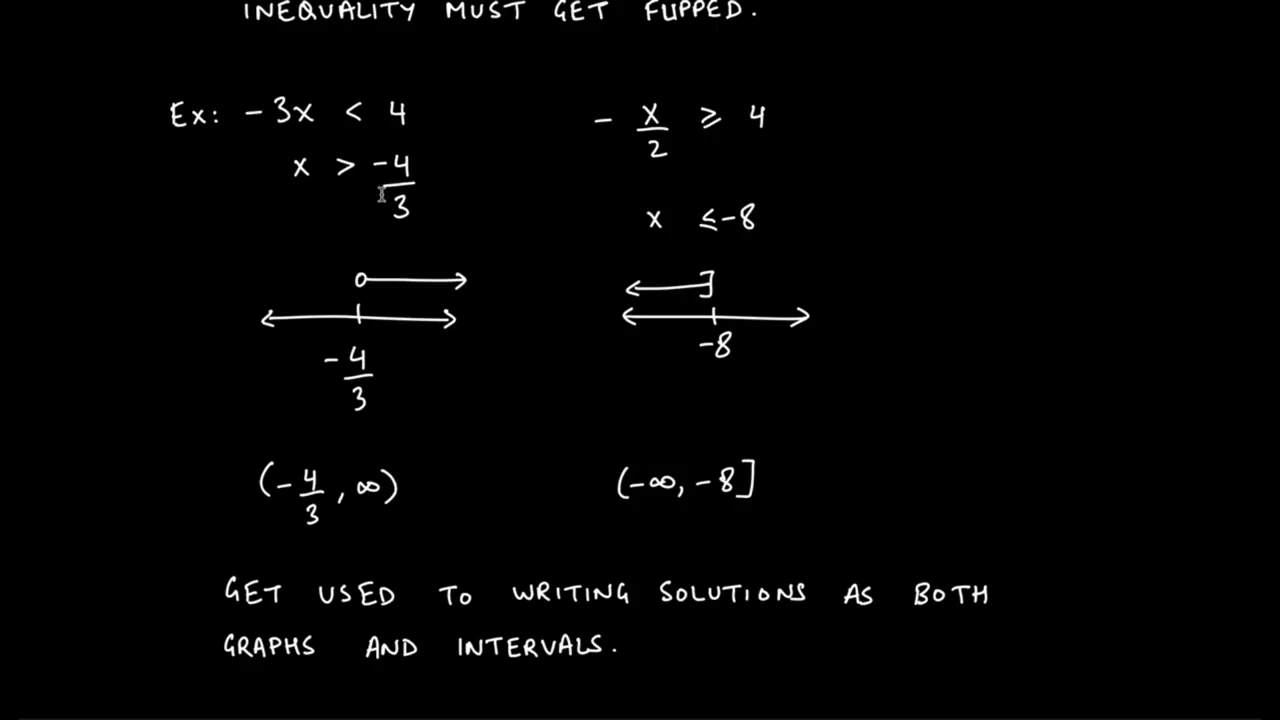 INEQUALITY MUST GET FLIPPED.
Ex: -3x < 4
x > -4/3
-4/3
(-4/3, ∞)
-x/2 ≥ 4
x ≤ -8
-8
(-∞, -8]
GET USED TO WRITING SOLUTIONS AS BOTH
GRAPHS AND INTERVALS.